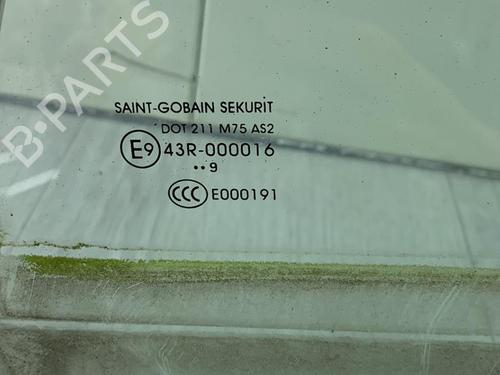 B-PARTS
SAINT-GOBAIN SEKURIT
DOT 211 M75 AS2
E9 43R-000016
••9
CCC E000191